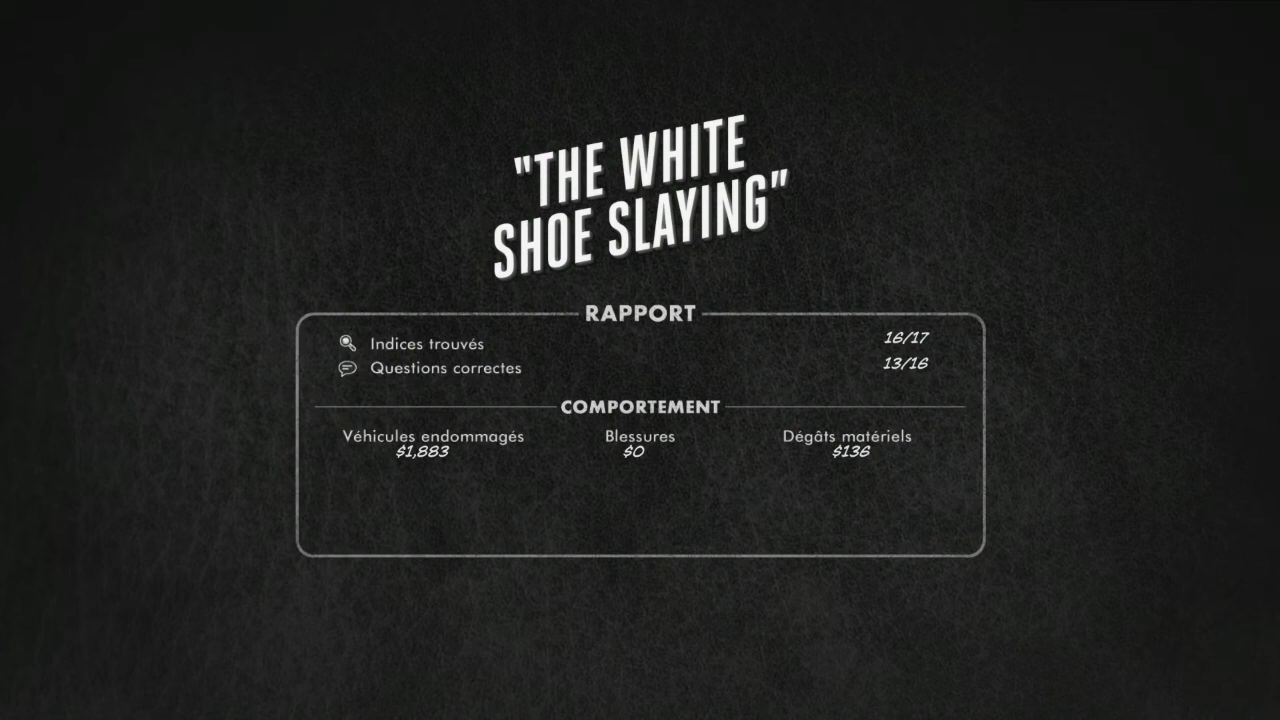 "THE WHITE
SHOE SLAYING"
RAPPORT
Indices trouvés 16/17
Questions correctes 13/16
COMPORTEMENT
Véhicules endommagés Blessures Dégâts matériels
$1,883 $0 $136